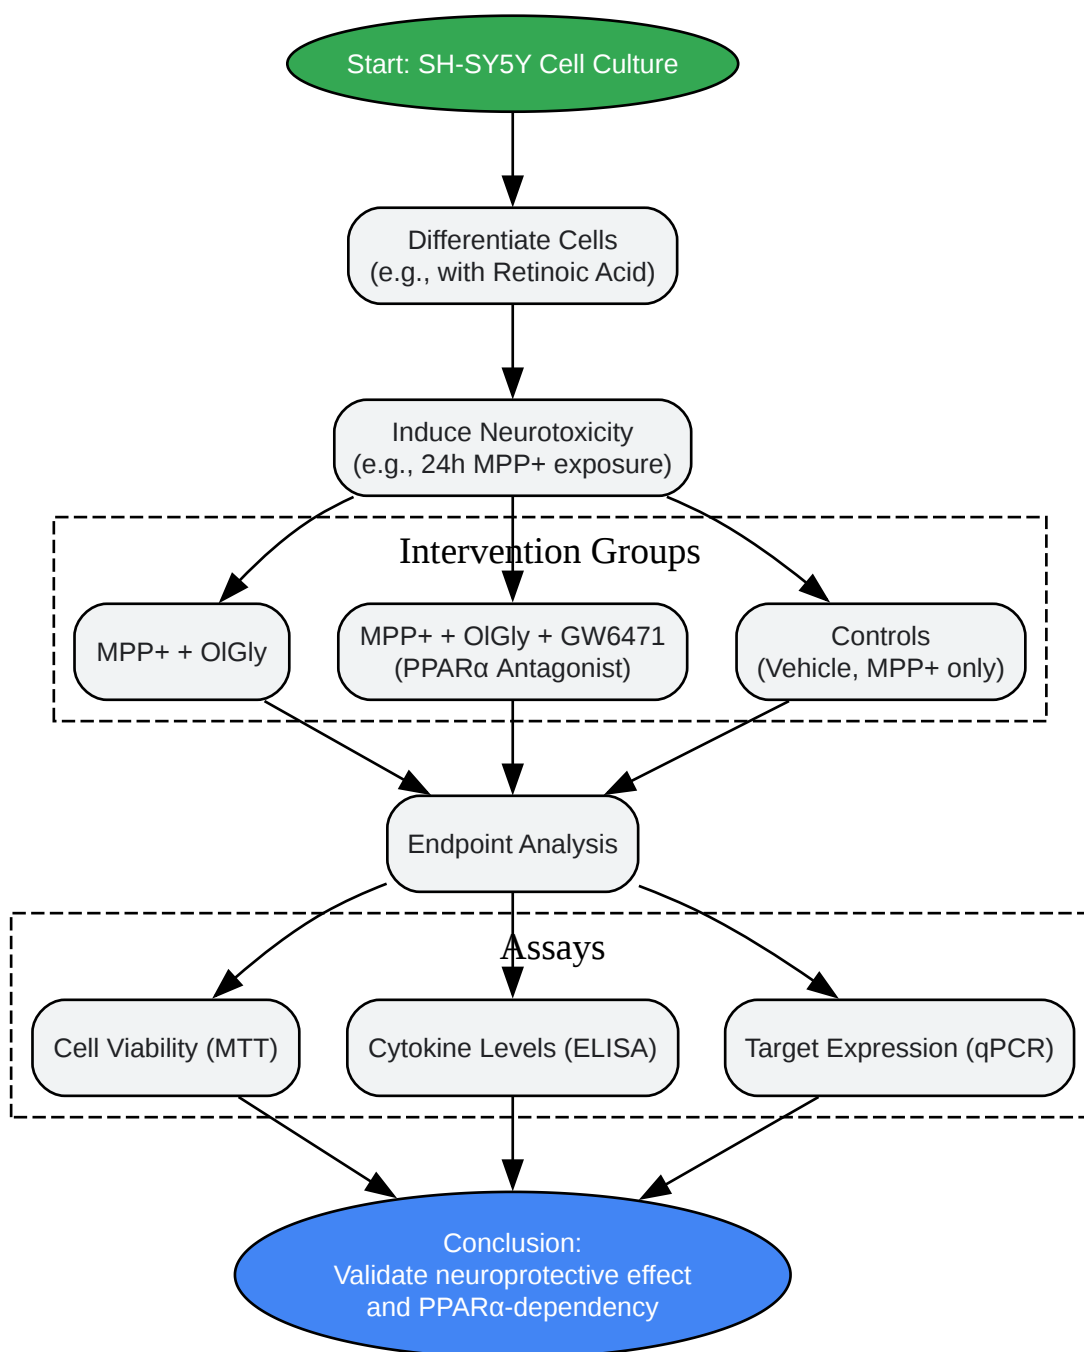 Start: SH-SY5Y Cell Culture
Differentiate Cells
(e.g., with Retinoic Acid)
Induce Neurotoxicity
(e.g., 24h MPP+ exposure)
Intervention Groups
MPP+ + OlGly
MPP+ + OlGly + GW6471
(PPARα Antagonist)
Controls
(Vehicle, MPP+ only)
Endpoint Analysis
Assays
Cell Viability (MTT)
Cytokine Levels (ELISA)
Target Expression (qPCR)
Conclusion:
Validate neuroprotective effect
and PPARα-dependency